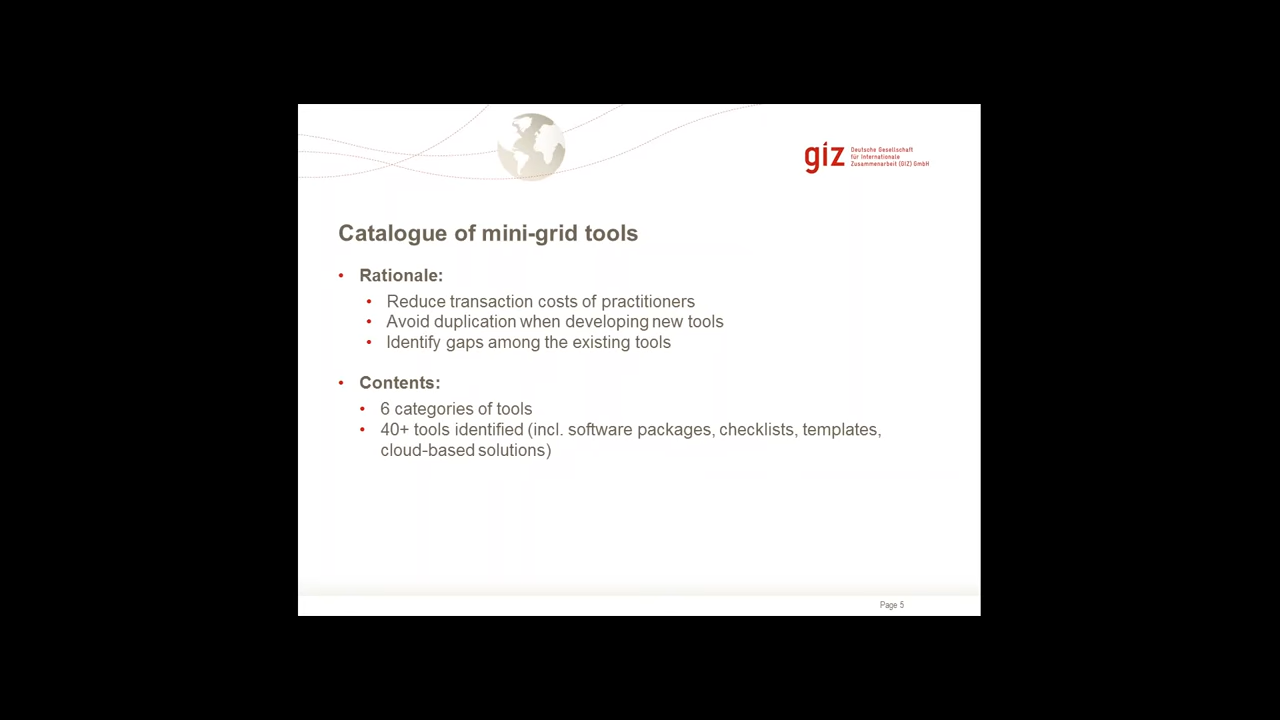 giz
Deutsche Gesellschaft
für Internationale
Zusammenarbeit (GIZ) GmbH
Catalogue of mini-grid tools
• Rationale:
• Reduce transaction costs of practitioners
• Avoid duplication when developing new tools
• Identify gaps among the existing tools
• Contents:
• 6 categories of tools
• 40+ tools identified (incl. software packages, checklists, templates,
cloud-based solutions)
Page 5